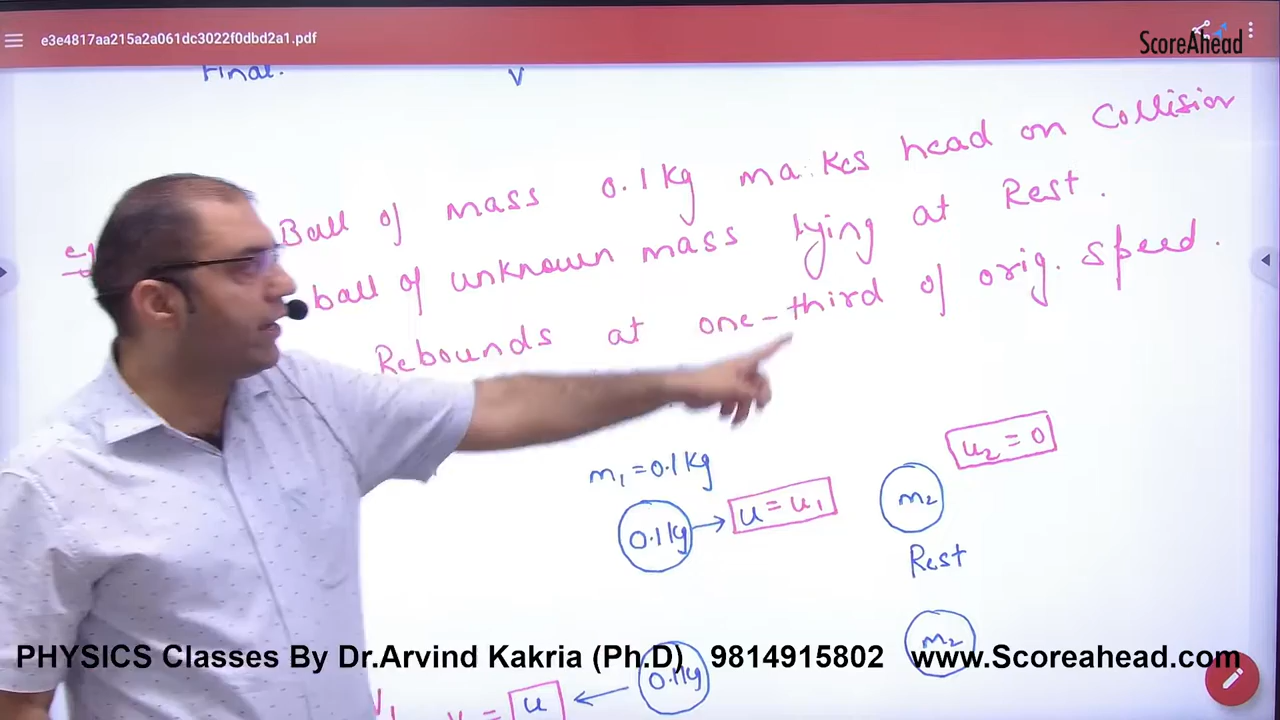 e3e4817aa215a2a061dc3022f0dbd2a1.pdf
ScoreAhead
Final. v
eg Ball of mass 0.1 kg makes head on Collision
ball of unknown mass lying at Rest.
Rebounds at one-third of orig. speed.
m₁ = 0.1 kg
u₂ = 0
0.1 kg → u = u₁
m₂
Rest
m₂
PHYSICS Classes By Dr.Arvind Kakria (Ph.D) 9814915802 www.Scoreahead.com
0.1 kg
u